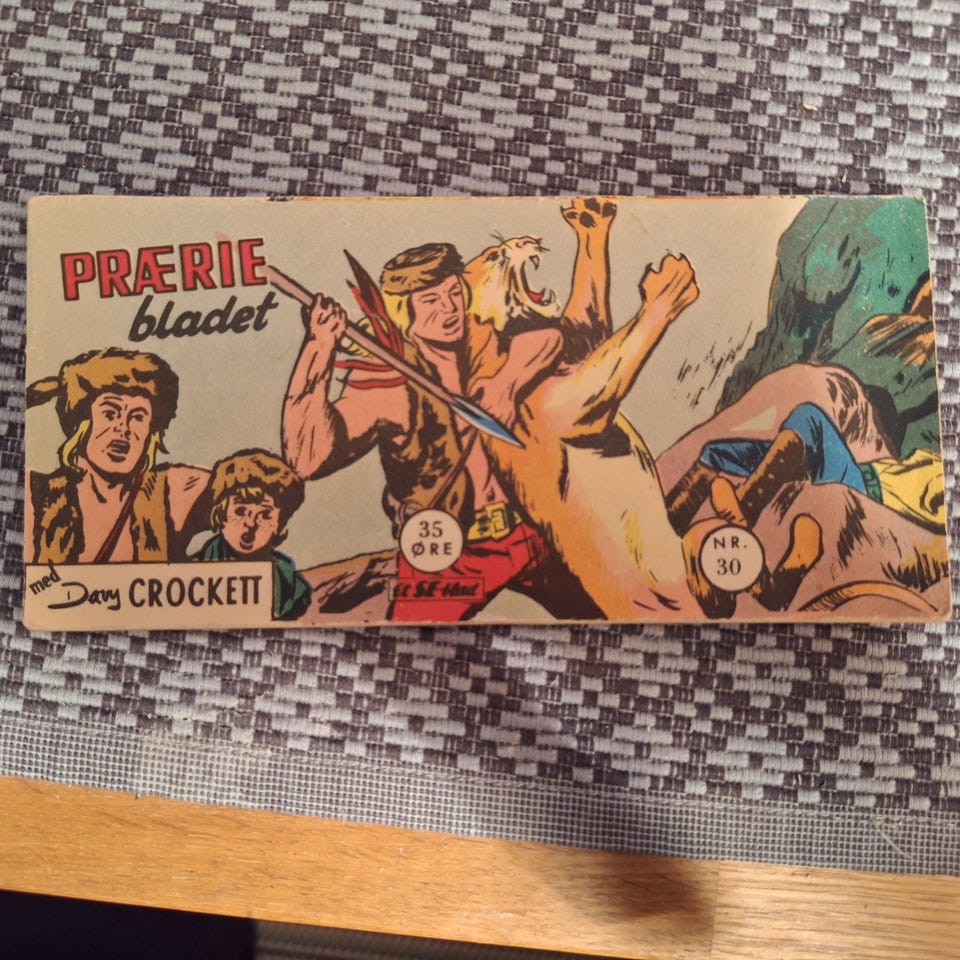 PRÆRIE
bladet
med Davy CROCKETT
35
ØRE
et SE-blad
NR.
30